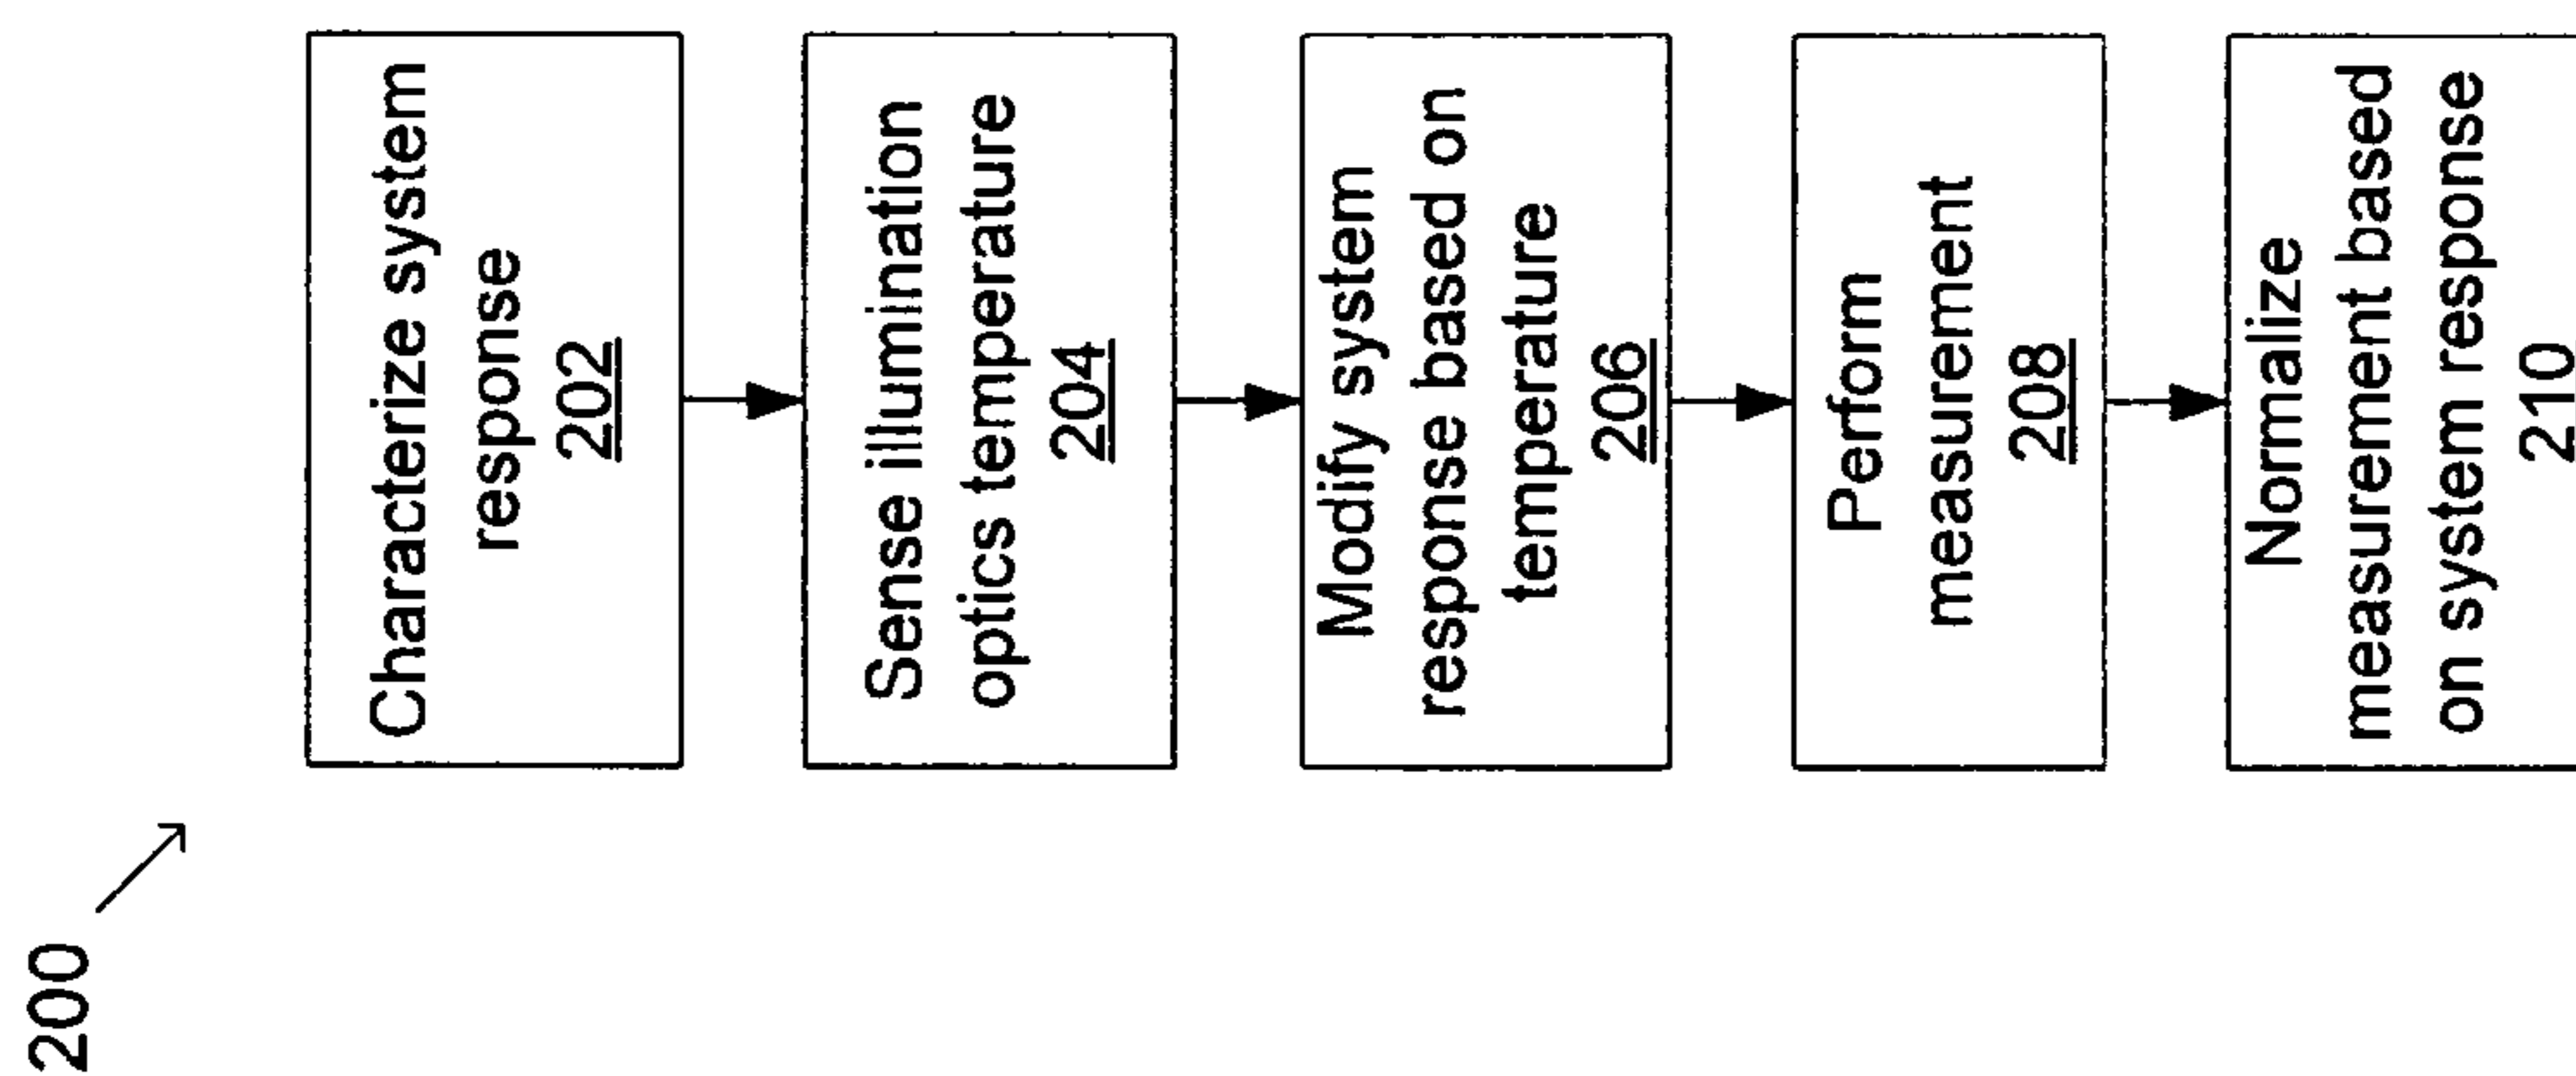 200
Characterize system
response
202
Sense illumination
optics temperature
204
Modify system
response based on
temperature
206
Perform
measurement
208
Normalize
measurement based
on system response
210